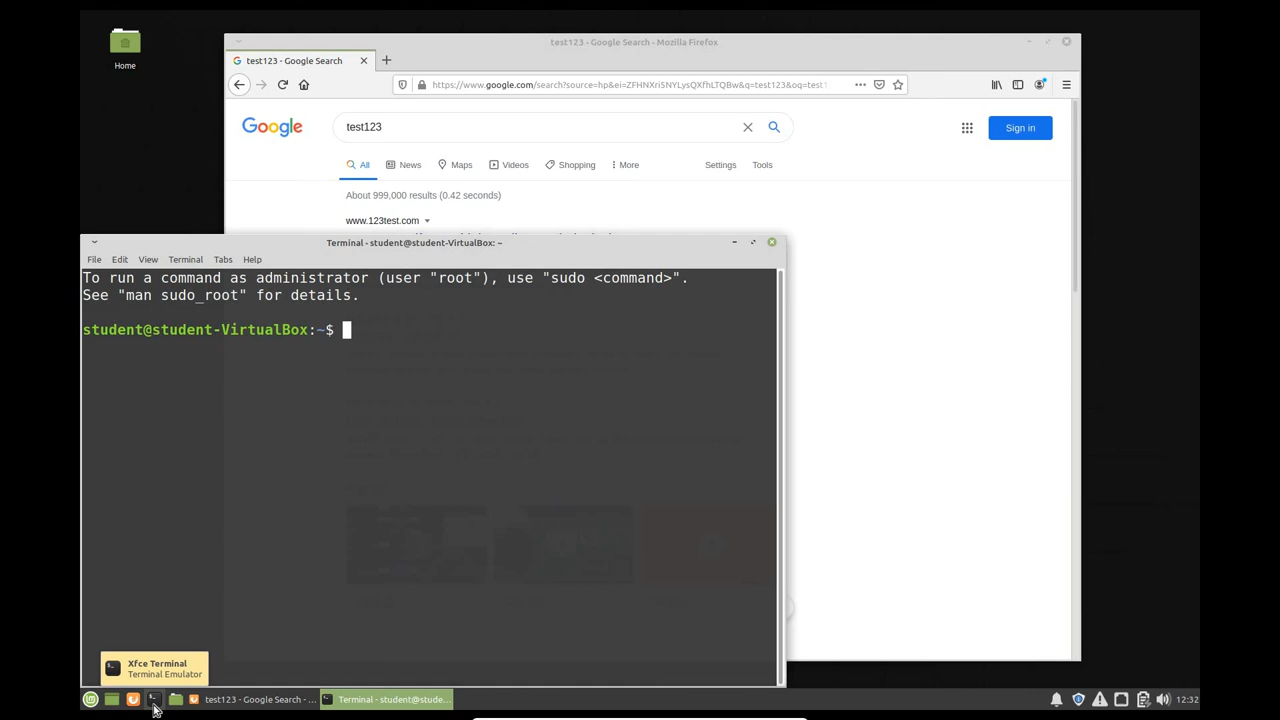 Home
test123 - Google Search - Mozilla Firefox
test123 - Google Search
https://www.google.com/search?source=hp&ei=ZFHNXri5NYLysQXfhLTQBw&q=test123&oq=test1
Google
test123
Sign in
All
News
Maps
Videos
Shopping
More
Settings
Tools
About 999,000 results (0.42 seconds)
www.123test.com
Terminal - student@student-VirtualBox: ~
File Edit View Terminal Tabs Help
To run a command as administrator (user "root"), use "sudo <command>".
See "man sudo_root" for details.
student@student-VirtualBox:~$
Xfce Terminal
Terminal Emulator
test123 - Google Search - ...
Terminal - student@stude...
12:32